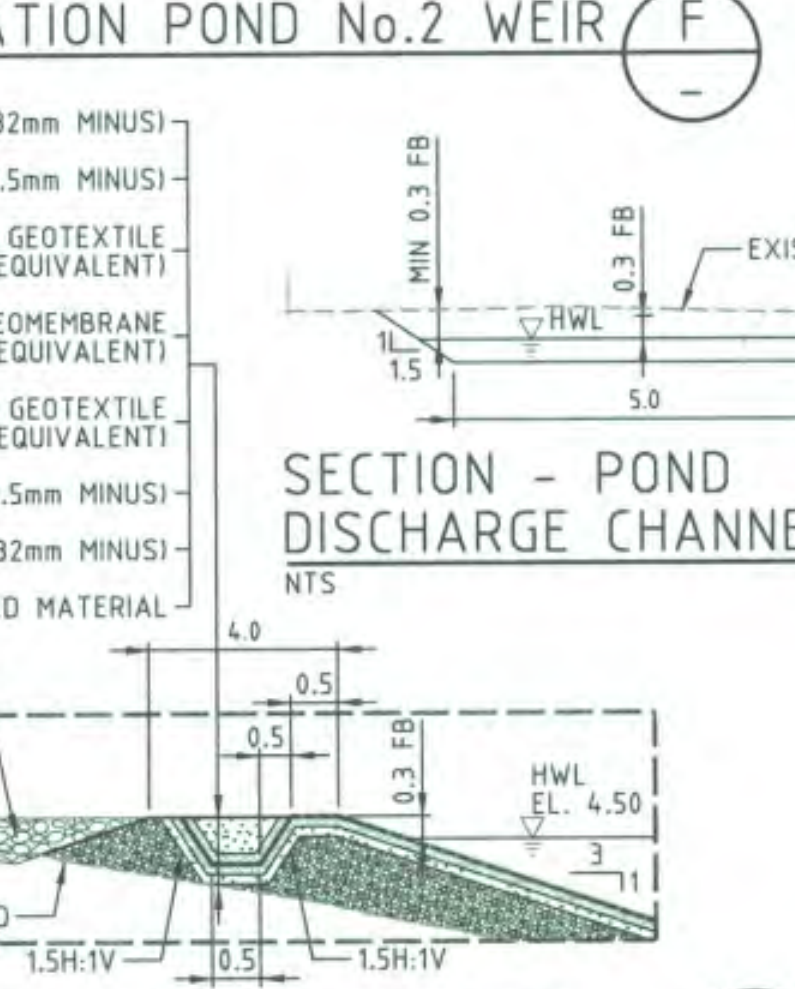 ATION POND No.2 WEIR
F
-
32mm MINUS)
.5mm MINUS)
GEOTEXTILE
EQUIVALENT)
EOMEMBRANE
EQUIVALENT)
GEOTEXTILE
EQUIVALENT)
.5mm MINUS)
32mm MINUS)
D MATERIAL
MIN 0.3 FB
0.3 FB
EXIS
HWL
1
1.5
5.0
SECTION - POND
DISCHARGE CHANNE
NTS
4.0
0.5
0.5
0.3 FB
HWL
EL. 4.50
3
1
1.5H:1V
0.5
1.5H:1V